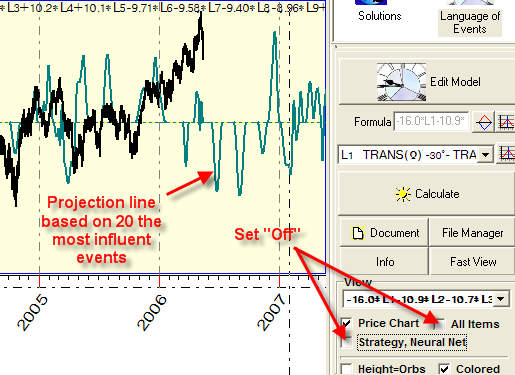 L3+10.2• L4+10.1• L5-9.71• L6-9.58• L7-9.40• L8-8.96• L9+
Solutions
Language of
Events
Edit Model
Formula -16.0*L1-10.9*
L1 TRANS(♀) -30°- TRA
Calculate
Document
File Manager
Info
Fast View
View
-16.0‡ L1-10.9‡ L2-10.7‡ L3
Price Chart
All Items
Strategy, Neural Net
Height=Orbs
Colored
Projection line
based on 20 the
most influent
events
Set "Off"
2005
2006
2007